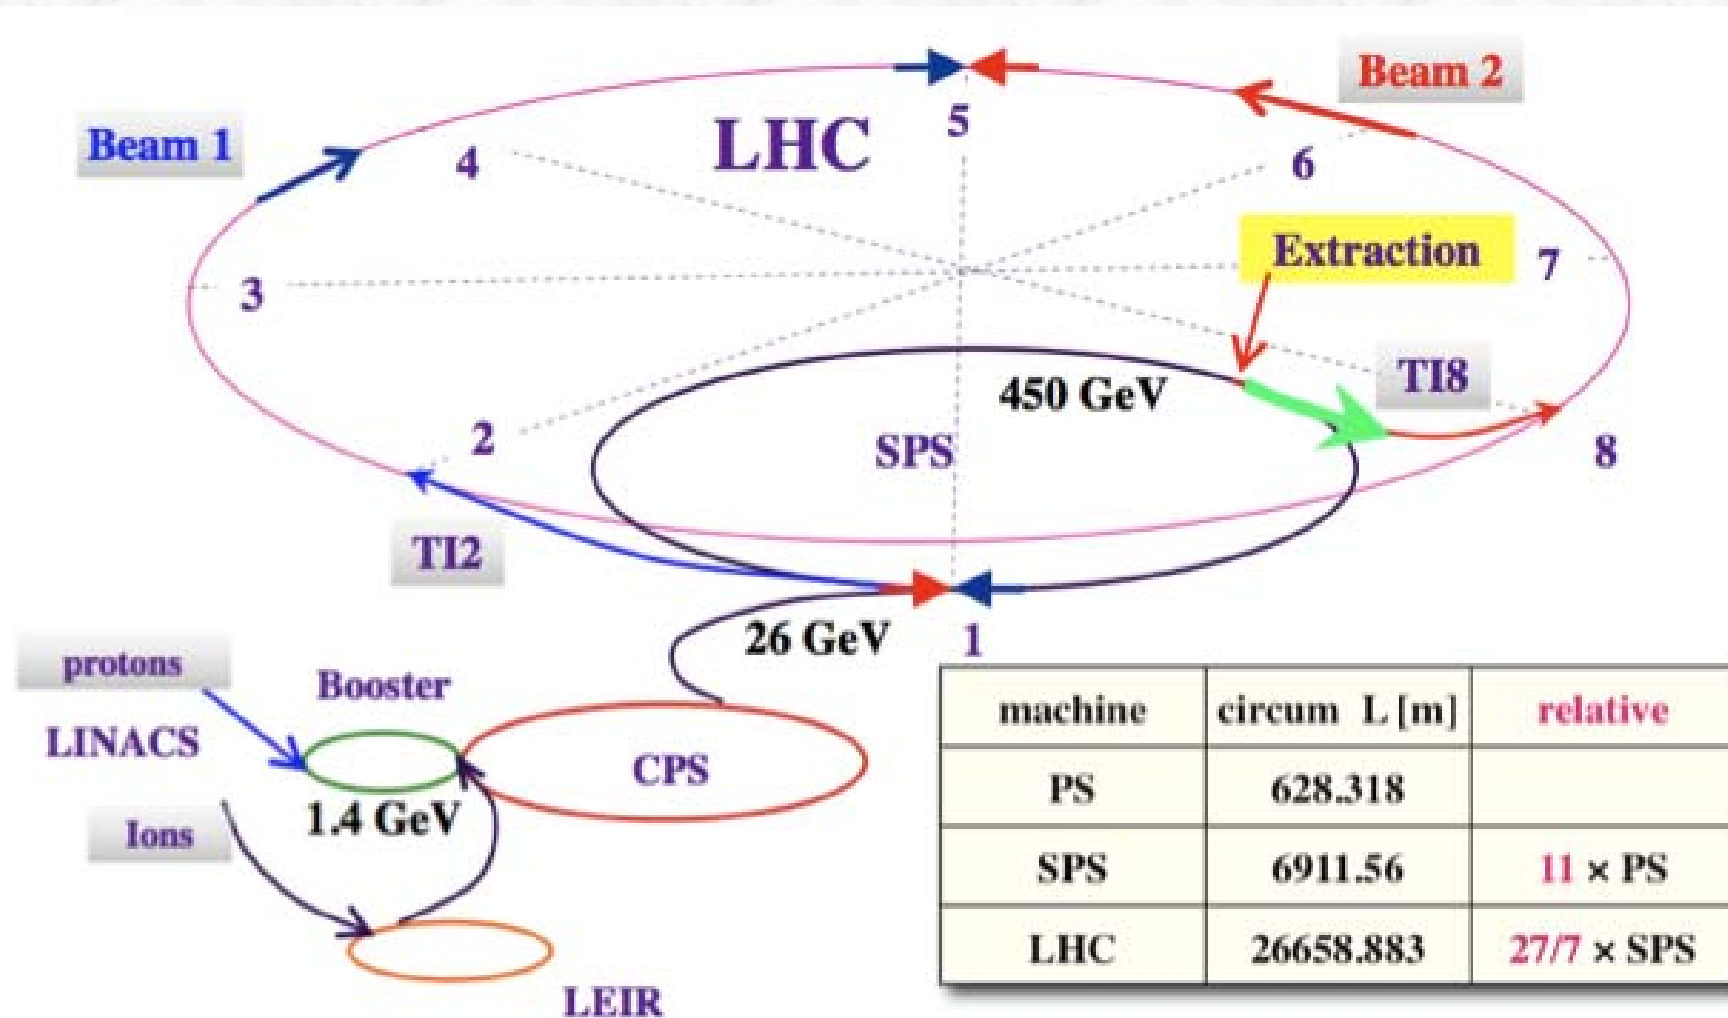 Beam 2
5
LHC
Beam 1
4
6
Extraction
7
3
TI8
450 GeV
2
SPS
8
TI2
26 GeV
1
protons
Booster
LINACS
CPS
1.4 GeV
Ions
LEIR
machine circum L [m] relative
PS 628.318
SPS 6911.56 11 × PS
LHC 26658.883 27/7 × SPS